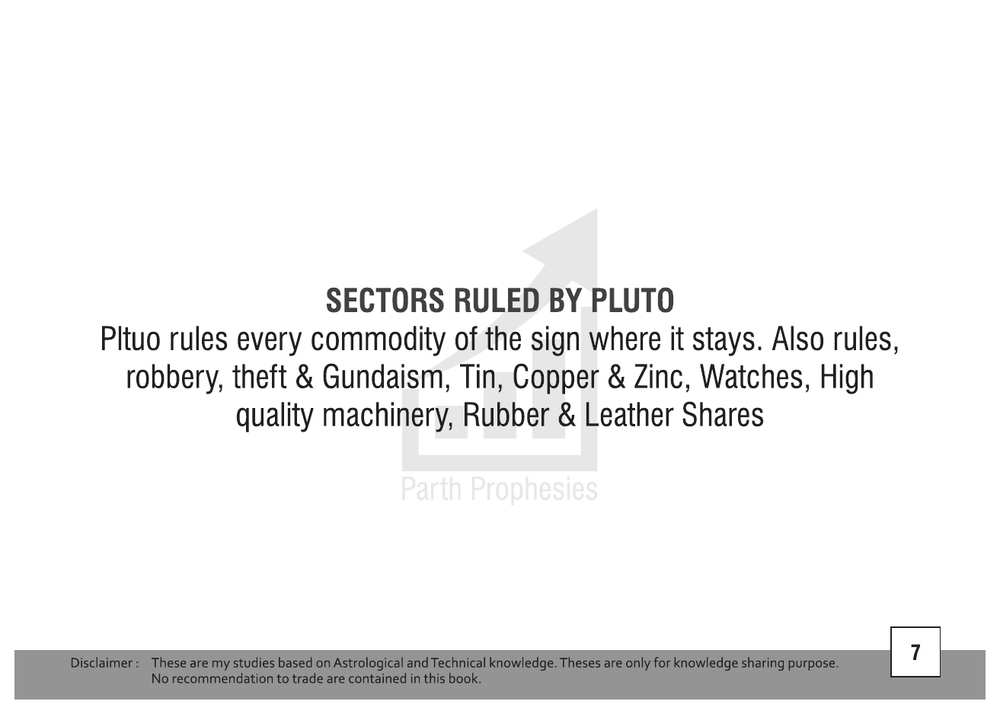 SECTORS RULED BY PLUTO
Pltuo rules every commodity of the sign where it stays. Also rules,
robbery, theft & Gundaism, Tin, Copper & Zinc, Watches, High
quality machinery, Rubber & Leather Shares
Parth Prophesies
Disclaimer : These are my studies based on Astrological and Technical knowledge. Theses are only for knowledge sharing purpose.
No recommendation to trade are contained in this book.
7